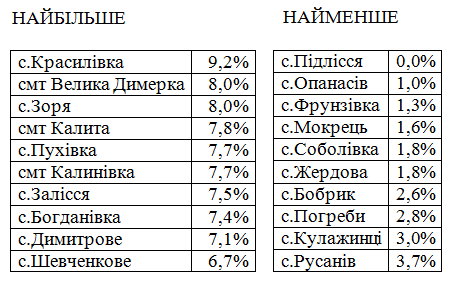 НАЙБІЛЬШЕ
с.Красилівка 9,2%
смт Велика Димерка 8,0%
с.Зоря 8,0%
смт Калита 7,8%
с.Пухівка 7,7%
смт Калинівка 7,7%
с.Залісся 7,5%
с.Богданівка 7,4%
с.Димитрове 7,1%
с.Шевченкове 6,7%
НАЙМЕНШЕ
с.Підлісся 0,0%
с.Опанасів 1,0%
с.Фрунзівка 1,3%
с.Мокрець 1,6%
с.Соболівка 1,8%
с.Жердова 1,8%
с.Бобрик 2,6%
с.Погреби 2,8%
с.Кулажинці 3,0%
с.Русанів 3,7%